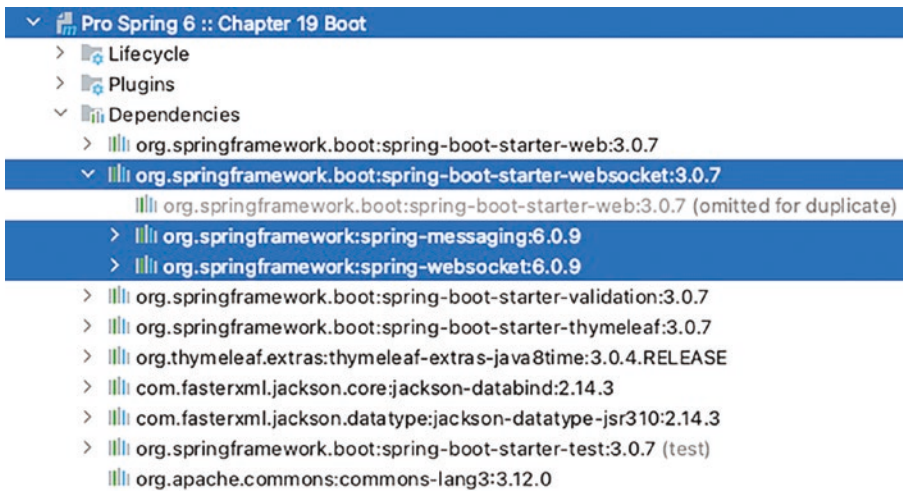 Pro Spring 6 :: Chapter 19 Boot
Lifecycle
Plugins
Dependencies
org.springframework.boot:spring-boot-starter-web:3.0.7
org.springframework.boot:spring-boot-starter-websocket:3.0.7
org.springframework.boot:spring-boot-starter-web:3.0.7 (omitted for duplicate)
org.springframework:spring-messaging:6.0.9
org.springframework:spring-websocket:6.0.9
org.springframework.boot:spring-boot-starter-validation:3.0.7
org.springframework.boot:spring-boot-starter-thymeleaf:3.0.7
org.thymeleaf.extras:thymeleaf-extras-java8time:3.0.4.RELEASE
com.fasterxml.jackson.core:jackson-databind:2.14.3
com.fasterxml.jackson.datatype:jackson-datatype-jsr310:2.14.3
org.springframework.boot:spring-boot-starter-test:3.0.7 (test)
org.apache.commons:commons-lang3:3.12.0